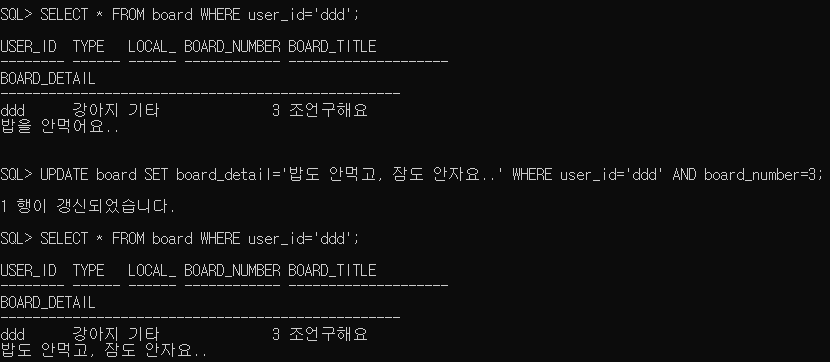 SQL> SELECT * FROM board WHERE user_id='ddd';
USER_ID TYPE LOCAL_ BOARD_NUMBER BOARD_TITLE
-------- ------ ------ ------------ --------------------
BOARD_DETAIL
--------------------------------------------------
ddd 강아지 기타 3 조언구해요
밥을 안먹어요..
SQL> UPDATE board SET board_detail='밥도 안먹고, 잠도 안자요..' WHERE user_id='ddd' AND board_number=3;
1 행이 갱신되었습니다.
SQL> SELECT * FROM board WHERE user_id='ddd';
USER_ID TYPE LOCAL_ BOARD_NUMBER BOARD_TITLE
-------- ------ ------ ------------ --------------------
BOARD_DETAIL
--------------------------------------------------
ddd 강아지 기타 3 조언구해요
밥도 안먹고, 잠도 안자요..